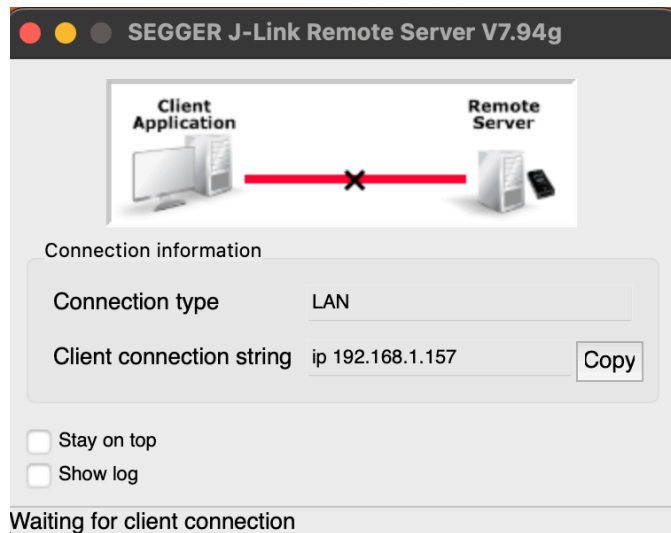 SEGGER J-Link Remote Server V7.94g
Client
Application
Remote
Server
Connection information
Connection type LAN
Client connection string ip 192.168.1.157 Copy
Stay on top
Show log
Waiting for client connection